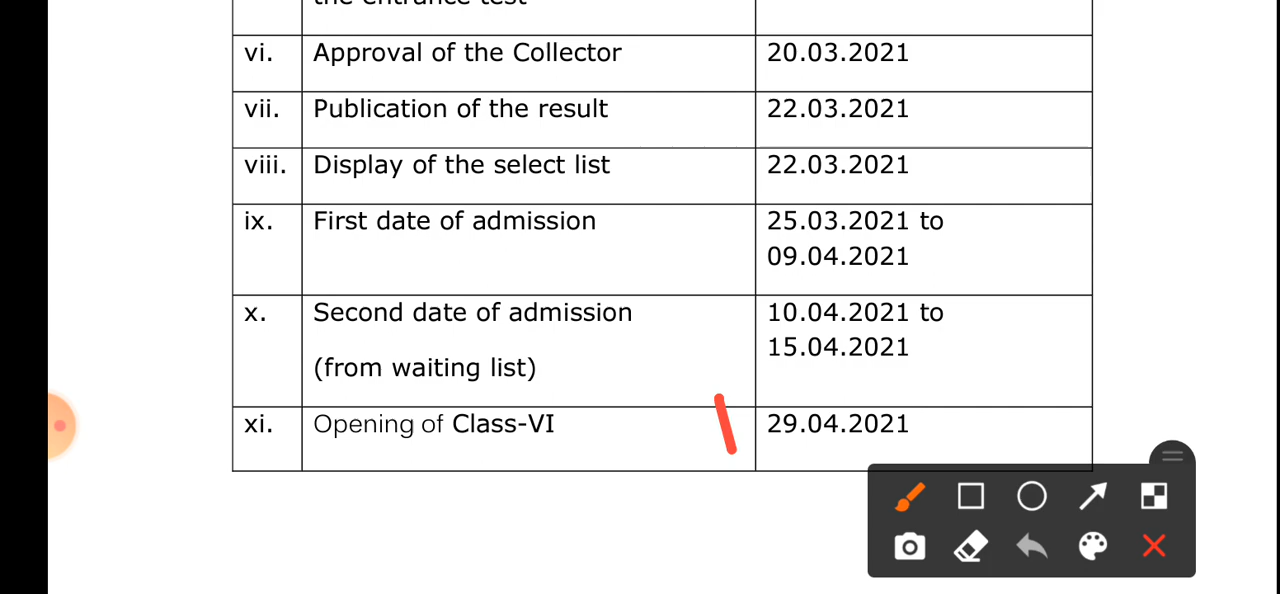 the entrance test
vi. Approval of the Collector 20.03.2021
vii. Publication of the result 22.03.2021
viii. Display of the select list 22.03.2021
ix. First date of admission 25.03.2021 to
09.04.2021
x. Second date of admission 10.04.2021 to
15.04.2021
(from waiting list)
xi. Opening of Class-VI 29.04.2021